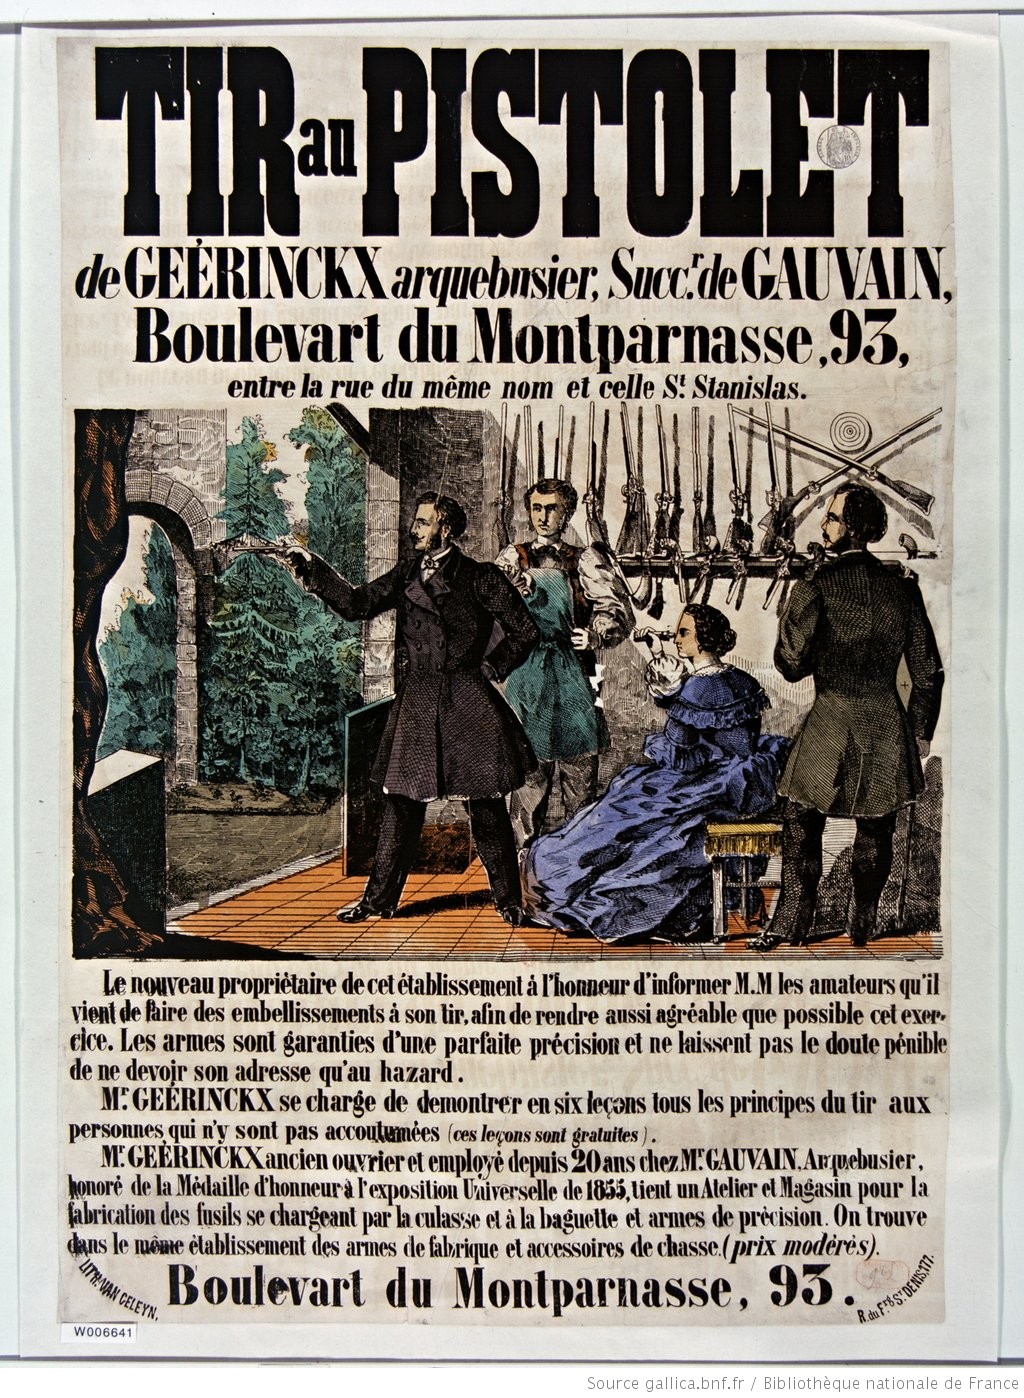 TIR au PISTOLET
de GEÉRINCKX arquebusier, Succ.r de GAUVAIN,
Boulevart du Montparnasse, 93,
entre la rue du même nom et celle St. Stanislas.
Le nouveau propriétaire de cet établissement à l'honneur d'informer M.M les amateurs qu'il
vient de faire des embellissements à son tir, afin de rendre aussi agréable que possible cet exer-
cice. Les armes sont garanties d'une parfaite précision et ne laissent pas le doute pénible
de ne devoir son adresse qu'au hazard.
Mr. GEÉRINCKX se charge de demontrer en six leçons tous les principes du tir aux
personnes qui n'y sont pas accoutumées (ces leçons sont gratuites).
Mr. GEÉRINCKX ancien ouvrier et employé depuis 20 ans chez Mr. GAUVAIN, Arquebusier,
honoré de la Médaille d'honneur à l'exposition Universelle de 1855, tient un Atelier et Magasin pour la
fabrication des fusils se chargeant par la culasse et à la baguette et armes de précision. On trouve
dans le même établissement des armes de fabrique et accessoires de chasse. (prix modérés).
Boulevart du Montparnasse, 93.
LITH. VAN GELEYN,
R. du Frg St DENIS, 177.
W006641
Source gallica.bnf.fr / Bibliothèque nationale de France